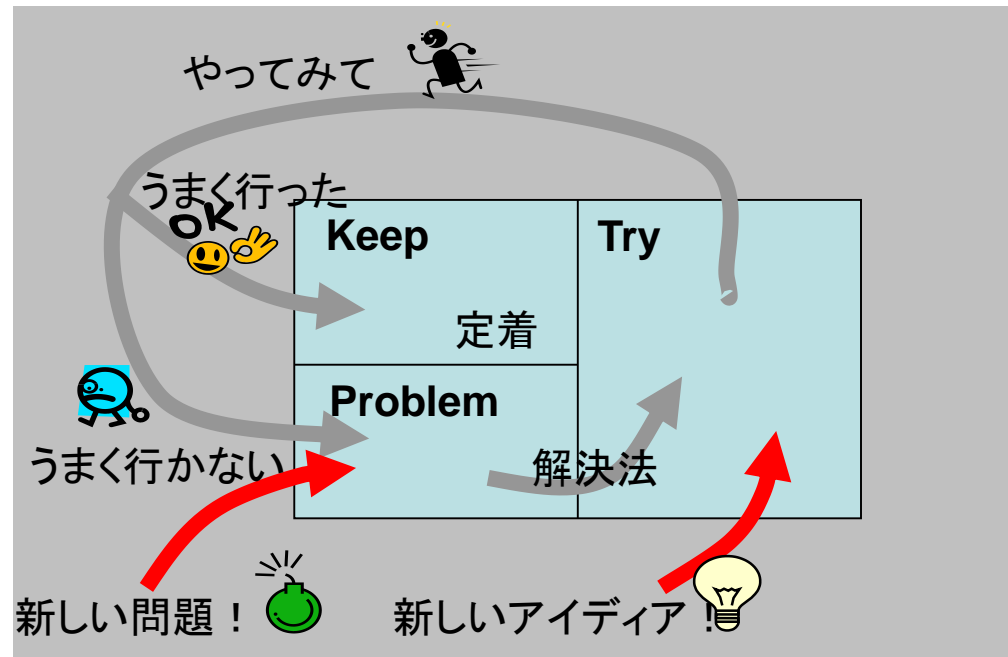 やってみて
うまく行った
OK
Keep
Try
定着
Problem
うまく行かない
解決法
新しい問題！
新しいアイディア！